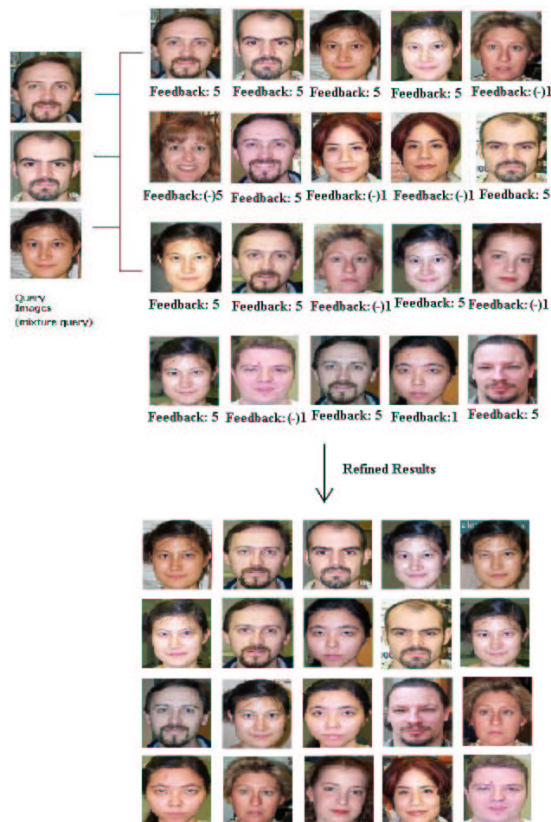 Feedback: 5 Feedback: 5 Feedback: 5 Feedback: 5 Feedback: (-)1
Feedback:(-)5 Feedback: 5 Feedback:(-)1 Feedback:(-)1 Feedback: 5
Query
Images
(mixture query)
Feedback: 5 Feedback: 5 Feedback:(-)1 Feedback: 5 Feedback:(-)1
Feedback: 5 Feedback:(-)1 Feedback: 5 Feedback:1 Feedback: 5
Refined Results